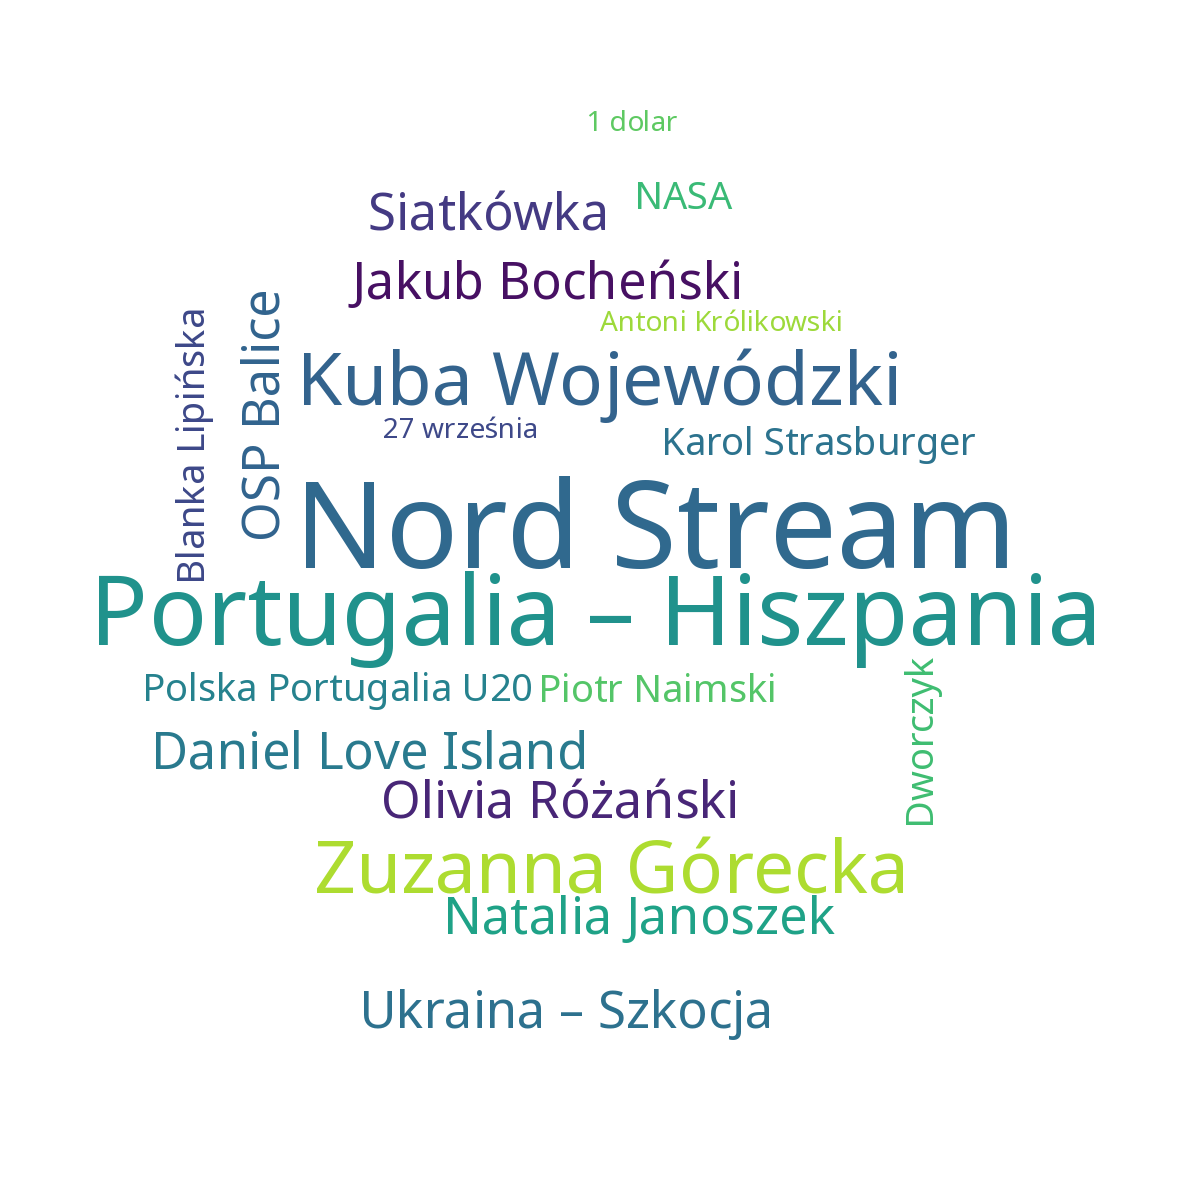 1 dolar
NASA
Siatkówka
Jakub Bocheński
Antoni Królikowski
Blanka Lipińska
OSP Balice
Kuba Wojewódzki
27 września
Karol Strasburger
Nord Stream
Portugalia – Hiszpania
Polska Portugalia U20
Piotr Naimski
Dworczyk
Daniel Love Island
Olivia Różański
Zuzanna Górecka
Natalia Janoszek
Ukraina – Szkocja